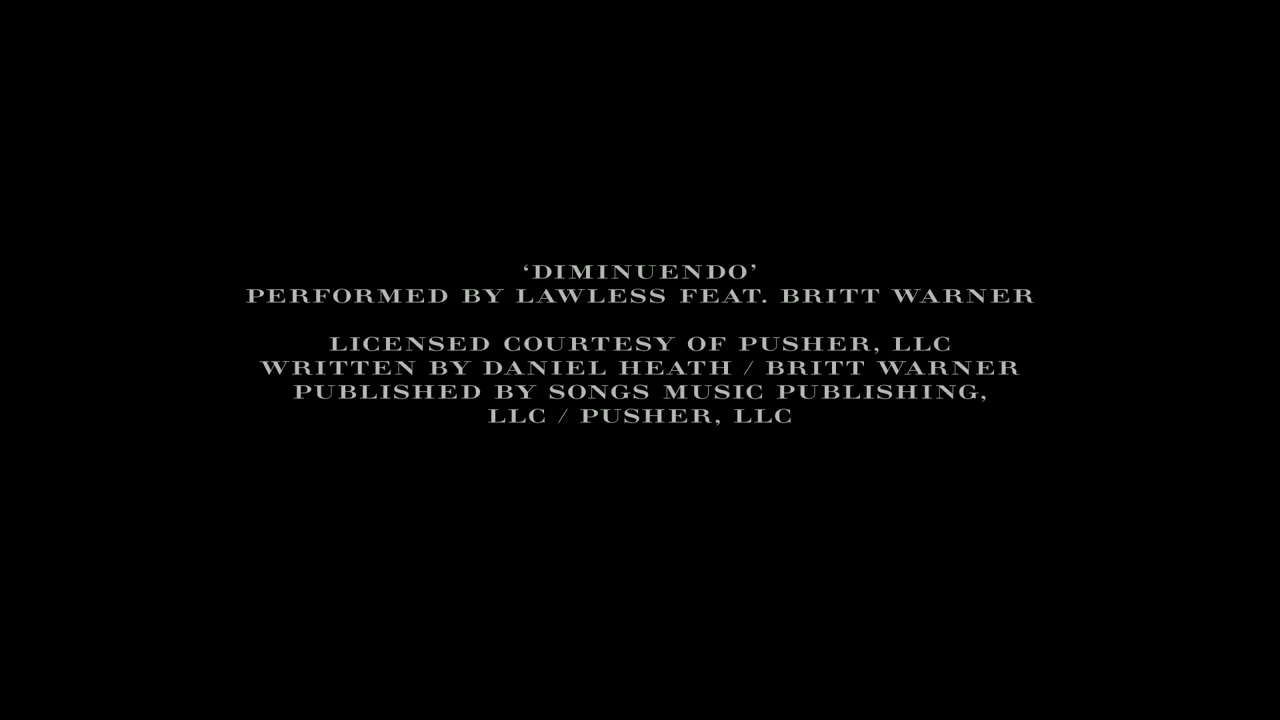 ‘DIMINUENDO’
PERFORMED BY LAWLESS FEAT. BRITT WARNER
LICENSED COURTESY OF PUSHER, LLC
WRITTEN BY DANIEL HEATH / BRITT WARNER
PUBLISHED BY SONGS MUSIC PUBLISHING,
LLC / PUSHER, LLC